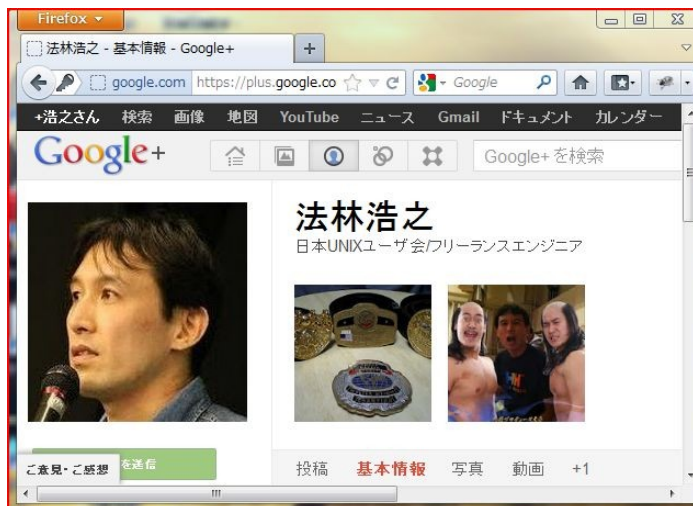 Firefox
法林浩之 - 基本情報 - Google+
google.com https://plus.google.co
Google
+浩之さん 検索 画像 地図 YouTube ニュース Gmail ドキュメント カレンダー
Google+
Google+ を検索
法林浩之
日本UNIXユーザ会/フリーランスエンジニア
を送信
ご意見・ご感想
投稿 基本情報 写真 動画 +1